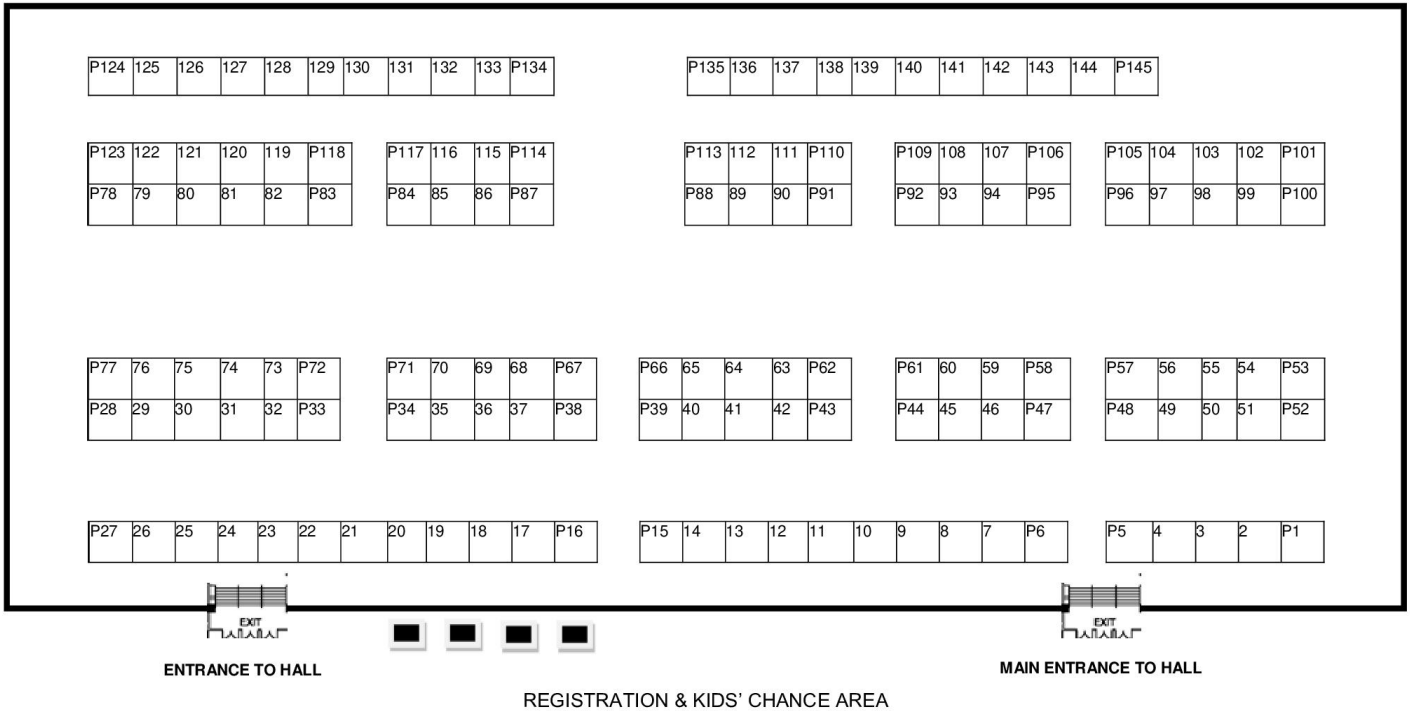 P124 125 126 127 128 129 130 131 132 133 P134 P135 136 137 138 139 140 141 142 143 144 P145
P123 122 121 120 119 P118 P117 116 115 P114 P113 112 111 P110 P109 108 107 P106 P105 104 103 102 P101
P78 79 80 81 82 P83 P84 85 86 P87 P88 89 90 P91 P92 93 94 P95 P96 97 98 99 P100
P77 76 75 74 73 P72 P71 70 69 68 P67 P66 65 64 63 P62 P61 60 59 P58 P57 56 55 54 P53
P28 29 30 31 32 P33 P34 35 36 37 P38 P39 40 41 42 P43 P44 45 46 P47 P48 49 50 51 P52
P27 26 25 24 23 22 21 20 19 18 17 P16 P15 14 13 12 11 10 9 8 7 P6 P5 4 3 2 P1
EXIT EXIT
ENTRANCE TO HALL MAIN ENTRANCE TO HALL
REGISTRATION & KIDS’ CHANCE AREA